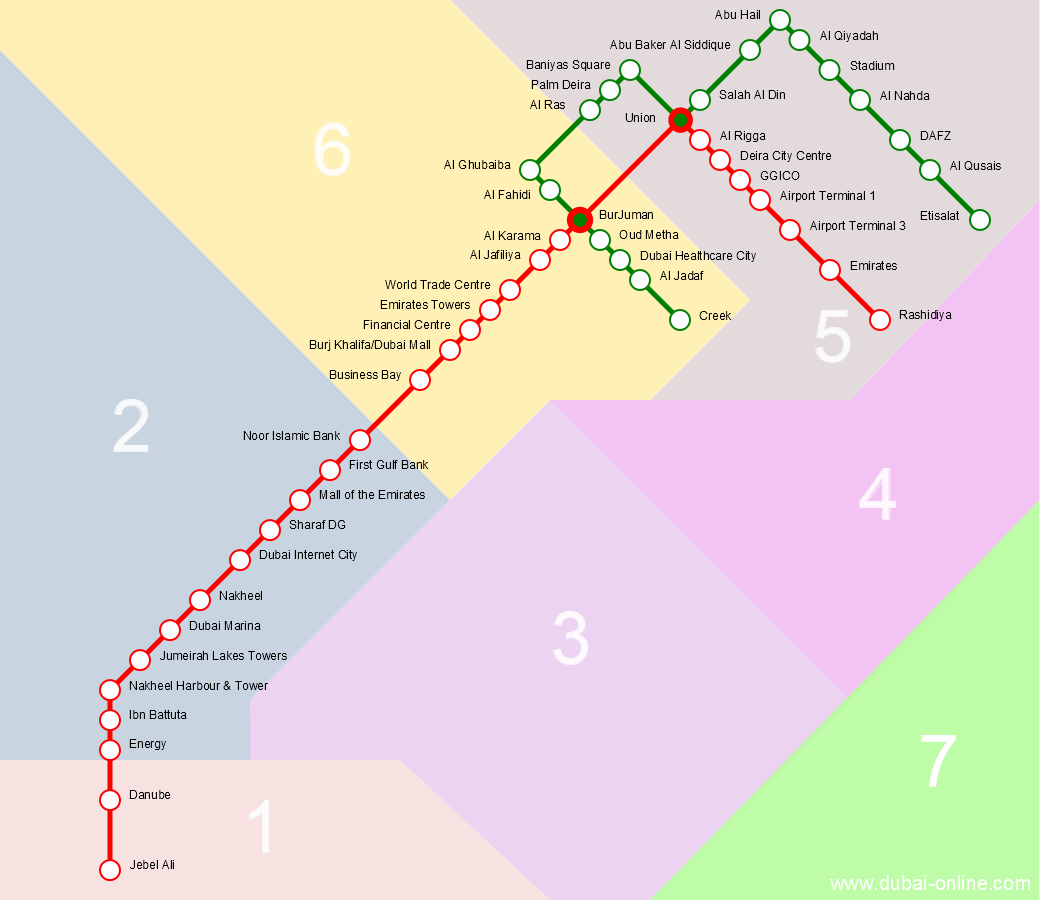 Abu Hail
Al Qiyadah
Abu Baker Al Siddique
Stadium
Baniyas Square
Palm Deira
Al Ras
Salah Al Din
Al Nahda
Union
Al Rigga
DAFZ
6
Deira City Centre
Al Ghubaiba
GGICO
Al Qusais
Al Fahidi
Airport Terminal 1
BurJuman
Etisalat
Al Karama
Oud Metha
Airport Terminal 3
Al Jafiliya
Dubai Healthcare City
Emirates
Al Jadaf
World Trade Centre
Emirates Towers
Creek
Rashidiya
Financial Centre
5
Burj Khalifa/Dubai Mall
Business Bay
2
Noor Islamic Bank
First Gulf Bank
Mall of the Emirates
4
Sharaf DG
Dubai Internet City
Nakheel
Dubai Marina
3
Jumeirah Lakes Towers
Nakheel Harbour & Tower
Ibn Battuta
Energy
7
Danube
1
Jebel Ali
www.dubai-online.com